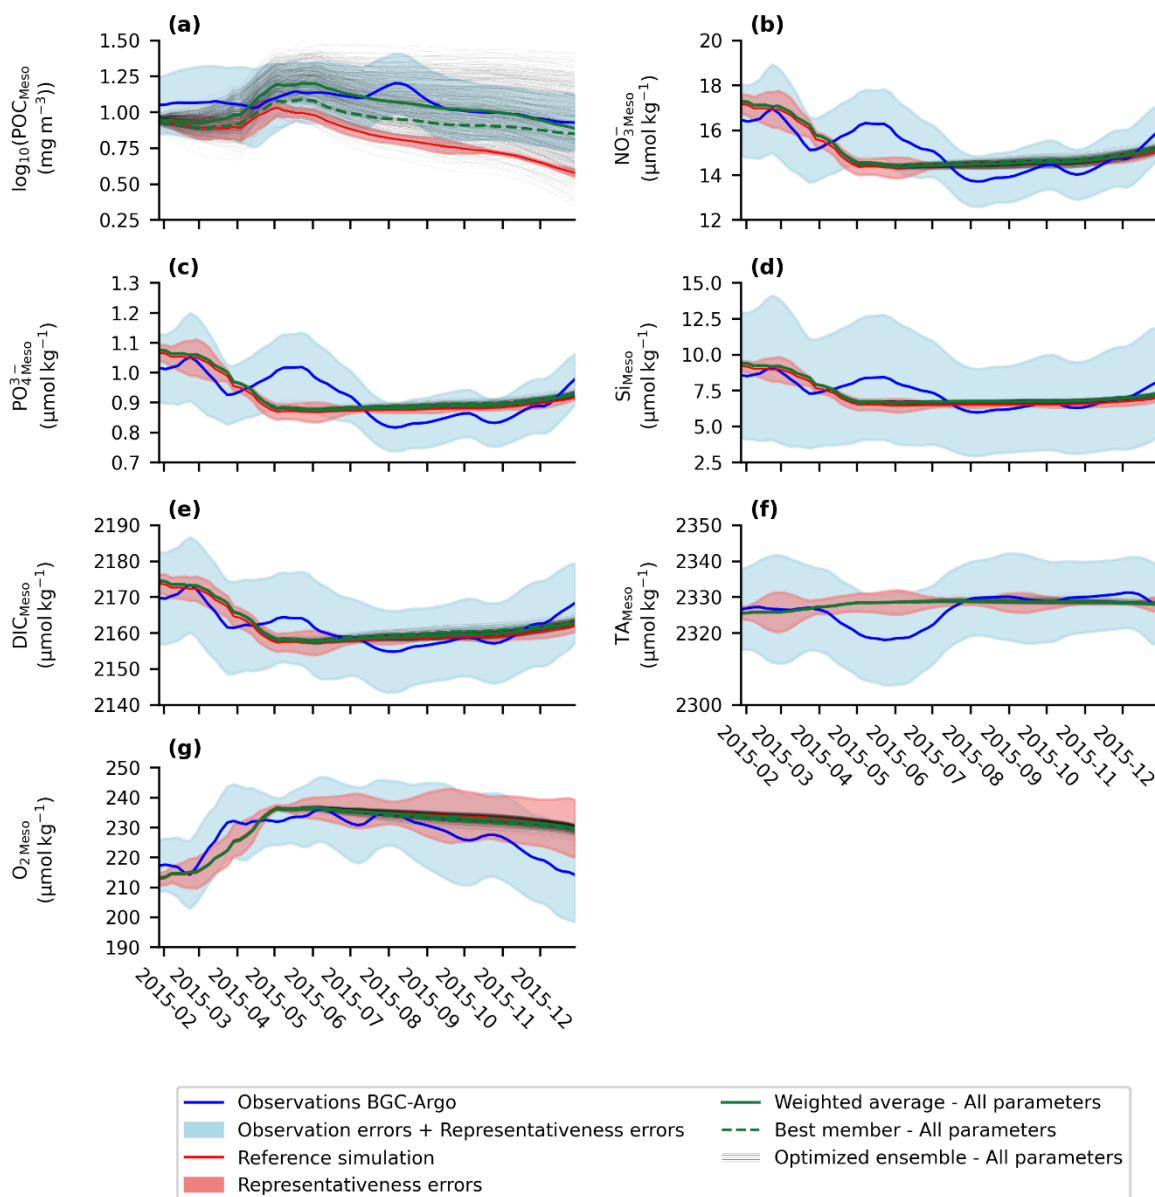 (a)
log10(POCMeso)
(mg m−3))
1.50
1.25
1.00
0.75
0.50
0.25
(b)
NO3−Meso
(µmol kg−1)
20
18
16
14
12
(c)
PO43−Meso
(µmol kg−1)
1.3
1.2
1.1
1.0
0.9
0.8
0.7
(d)
SiMeso
(µmol kg−1)
15.0
12.5
10.0
7.5
5.0
2.5
(e)
DICMeso
(µmol kg−1)
2190
2180
2170
2160
2150
2140
(f)
TAMeso
(µmol kg−1)
2350
2340
2330
2320
2300
2015-02
2015-03
2015-04
2015-05
2015-06
2015-07
2015-08
2015-09
2015-10
2015-11
2015-12
(g)
O2 Meso
(µmol kg−1)
250
240
230
220
210
200
190
2015-02
2015-03
2015-04
2015-05
2015-06
2015-07
2015-08
2015-09
2015-10
2015-11
2015-12
Observations BGC-Argo
Observation errors + Representativeness errors
Reference simulation
Representativeness errors
Weighted average - All parameters
Best member - All parameters
Optimized ensemble - All parameters